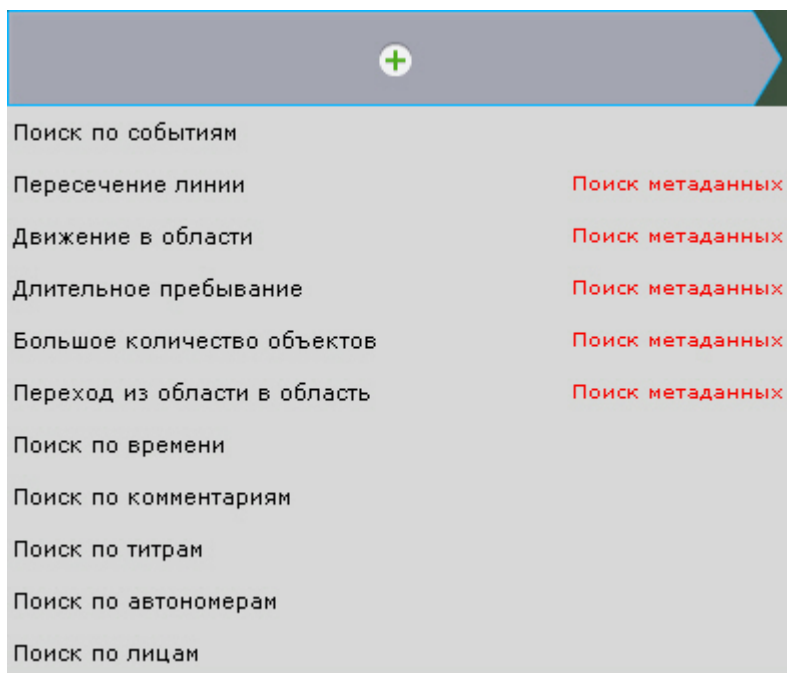 Поиск по событиям
Пересечение линии Поиск метаданных
Движение в области Поиск метаданных
Длительное пребывание Поиск метаданных
Большое количество объектов Поиск метаданных
Переход из области в область Поиск метаданных
Поиск по времени
Поиск по комментариям
Поиск по титрам
Поиск по автономерам
Поиск по лицам